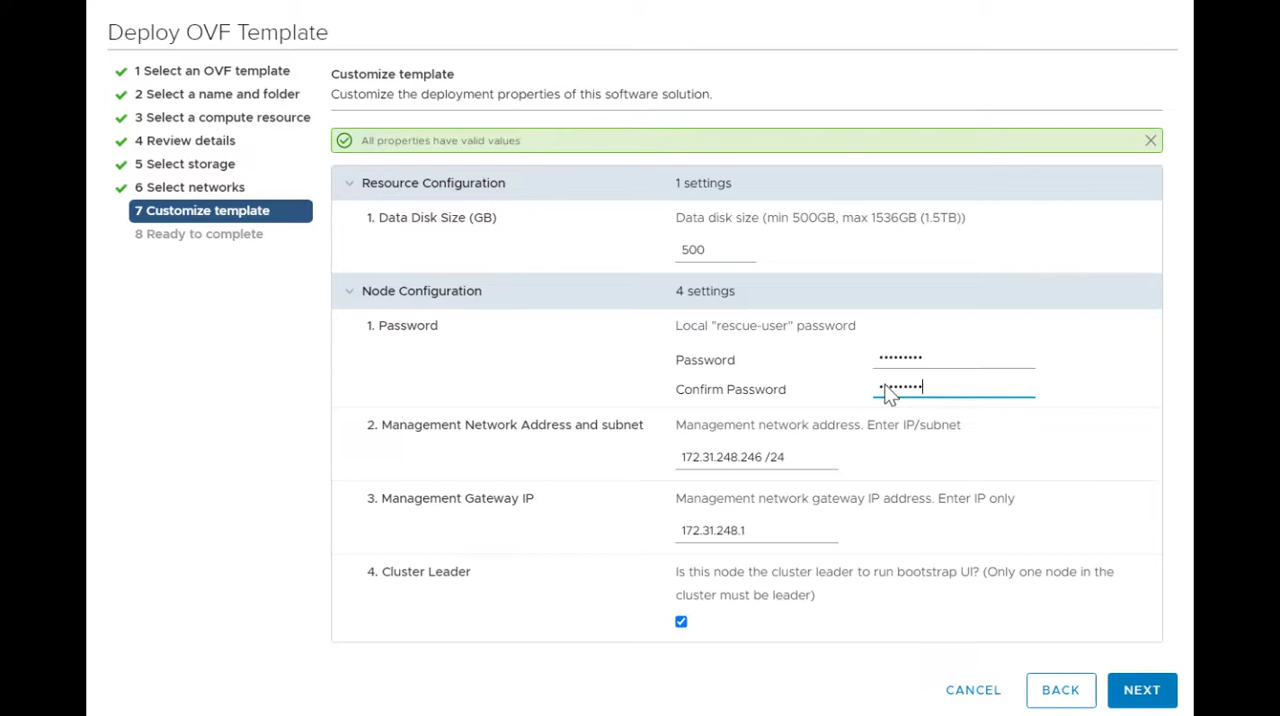 Deploy OVF Template
1 Select an OVF template
2 Select a name and folder
3 Select a compute resource
4 Review details
5 Select storage
6 Select networks
7 Customize template
8 Ready to complete
Customize template
Customize the deployment properties of this software solution.
All properties have valid values
Resource Configuration 1 settings
1. Data Disk Size (GB) Data disk size (min 500GB, max 1536GB (1.5TB))
500
Node Configuration 4 settings
1. Password Local "rescue-user" password
Password •••••••••
Confirm Password •••••••••
2. Management Network Address and subnet Management network address. Enter IP/subnet
172.31.248.246 /24
3. Management Gateway IP Management network gateway IP address. Enter IP only
172.31.248.1
4. Cluster Leader Is this node the cluster leader to run bootstrap UI? (Only one node in the
cluster must be leader)
CANCEL BACK NEXT